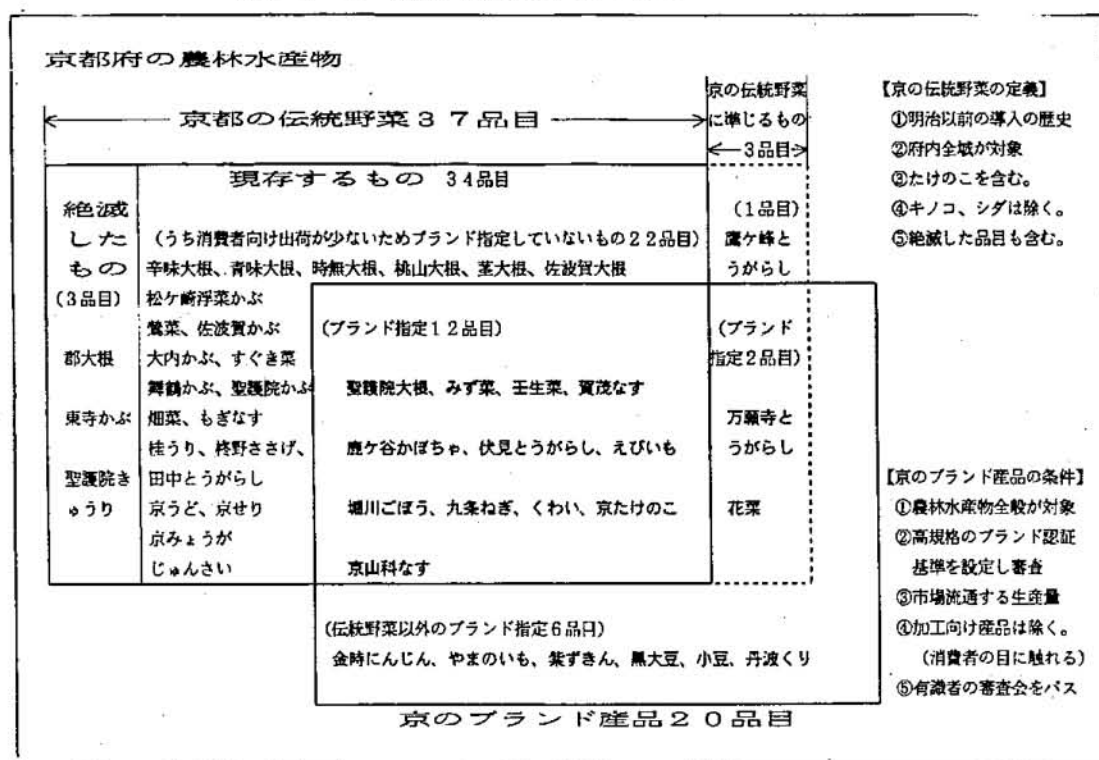 京都府の農林水産物
京都の伝統野菜37品目
京の伝統野菜
に準じるもの
3品目
【京の伝統野菜の定義】
①明治以前の導入の歴史
②府内全域が対象
③たけのこを含む。
④キノコ、シダは除く。
⑤絶滅した品目も含む。
絶滅
した
もの
(3品目)
郡大根
東寺かぶ
聖護院き
ゅうり
現存するもの 34品目
(うち消費者向け出荷が少ないためブランド指定していないもの22品目)
辛味大根、青味大根、時無大根、桃山大根、茎大根、佐波賀大根
松ケ崎浮菜かぶ
鶯菜、佐波賀かぶ
大内かぶ、すぐき菜
舞鶴かぶ、聖護院かぶ
畑菜、もぎなす
桂うり、柊野ささげ、
田中とうがらし
京うど、京せり
京みょうが
じゅんさい
(ブランド指定12品目)
聖護院大根、みず菜、壬生菜、賀茂なす
鹿ケ谷かぼちゃ、伏見とうがらし、えびいも
堀川ごぼう、九条ねぎ、くわい、京たけのこ
京山科なす
(1品目)
鷹ケ峰と
うがらし
(ブランド
指定2品目)
万願寺と
うがらし
花菜
(伝統野菜以外のブランド指定6品目)
金時にんじん、やまのいも、紫ずきん、黒大豆、小豆、丹波くり
京のブランド産品20品目
【京のブランド産品の条件】
①農林水産物全般が対象
②高規格のブランド認証
基準を設定し審査
③市場流通する生産量
④加工向け産品は除く。
(消費者の目に触れる)
⑤有識者の審査会をパス